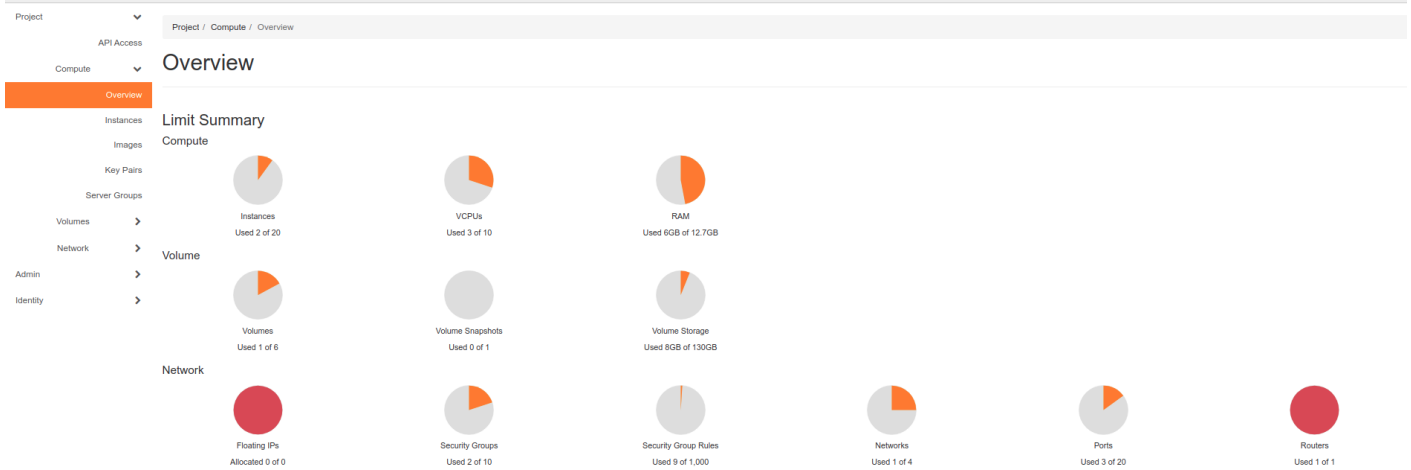 Project
API Access
Compute
Overview
Instances
Images
Key Pairs
Server Groups
Volumes
Network
Admin
Identity
Project / Compute / Overview
Overview
Limit Summary
Compute
Instances
Used 2 of 20
VCPUs
Used 3 of 10
RAM
Used 6GB of 12.7GB
Volume
Volumes
Used 1 of 6
Volume Snapshots
Used 0 of 1
Volume Storage
Used 8GB of 130GB
Network
Floating IPs
Allocated 0 of 0
Security Groups
Used 2 of 10
Security Group Rules
Used 9 of 1,000
Networks
Used 1 of 4
Ports
Used 3 of 20
Routers
Used 1 of 1